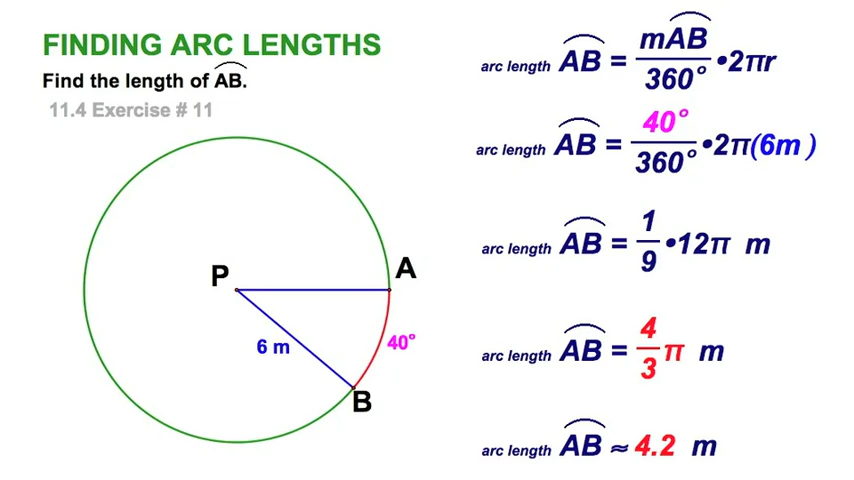 FINDING ARC LENGTHS
Find the length of AB.
11.4 Exercise # 11
P
A
6 m
40°
B
arc length AB = mAB/360° •2πr
arc length AB = 40°/360° •2π(6m )
arc length AB = 1/9 •12π m
arc length AB = 4/3 π m
arc length AB ≈ 4.2 m